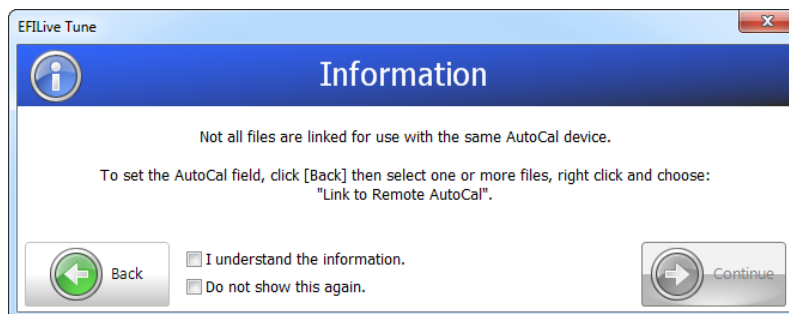 EFILive Tune
Information
Not all files are linked for use with the same AutoCal device.
To set the AutoCal field, click [Back] then select one or more files, right click and choose:
"Link to Remote AutoCal".
Back
I understand the information.
Do not show this again.
Continue